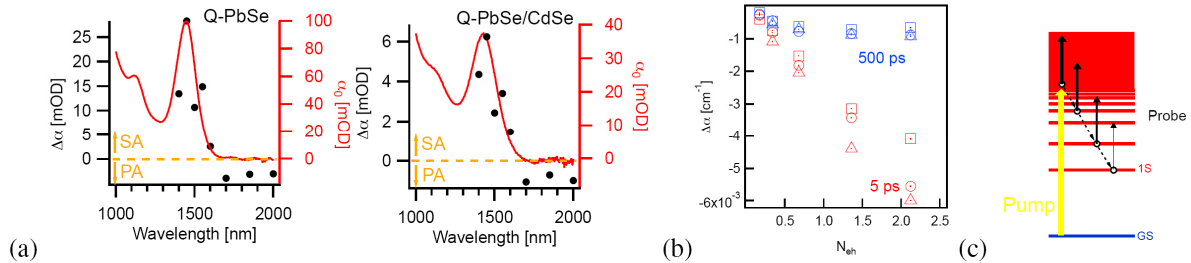 Q-PbSe
Δα [mOD]
25
20
15
10
5
0
SA
PA
100
80
60
40
20
0
α₀ [mOD]
1000
1500
2000
Wavelength [nm]
(a)
Q-PbSe/CdSe
Δα [mOD]
6
4
2
0
SA
PA
40
30
20
10
0
α₀ [mOD]
1000
1500
2000
Wavelength [nm]
(b)
Δα [cm⁻¹]
-1
-2
-3
-4
-5
-6x10⁻³
500 ps
5 ps
0.5
1.0
1.5
2.0
2.5
Neh
(c)
Probe
1S
Pump
GS